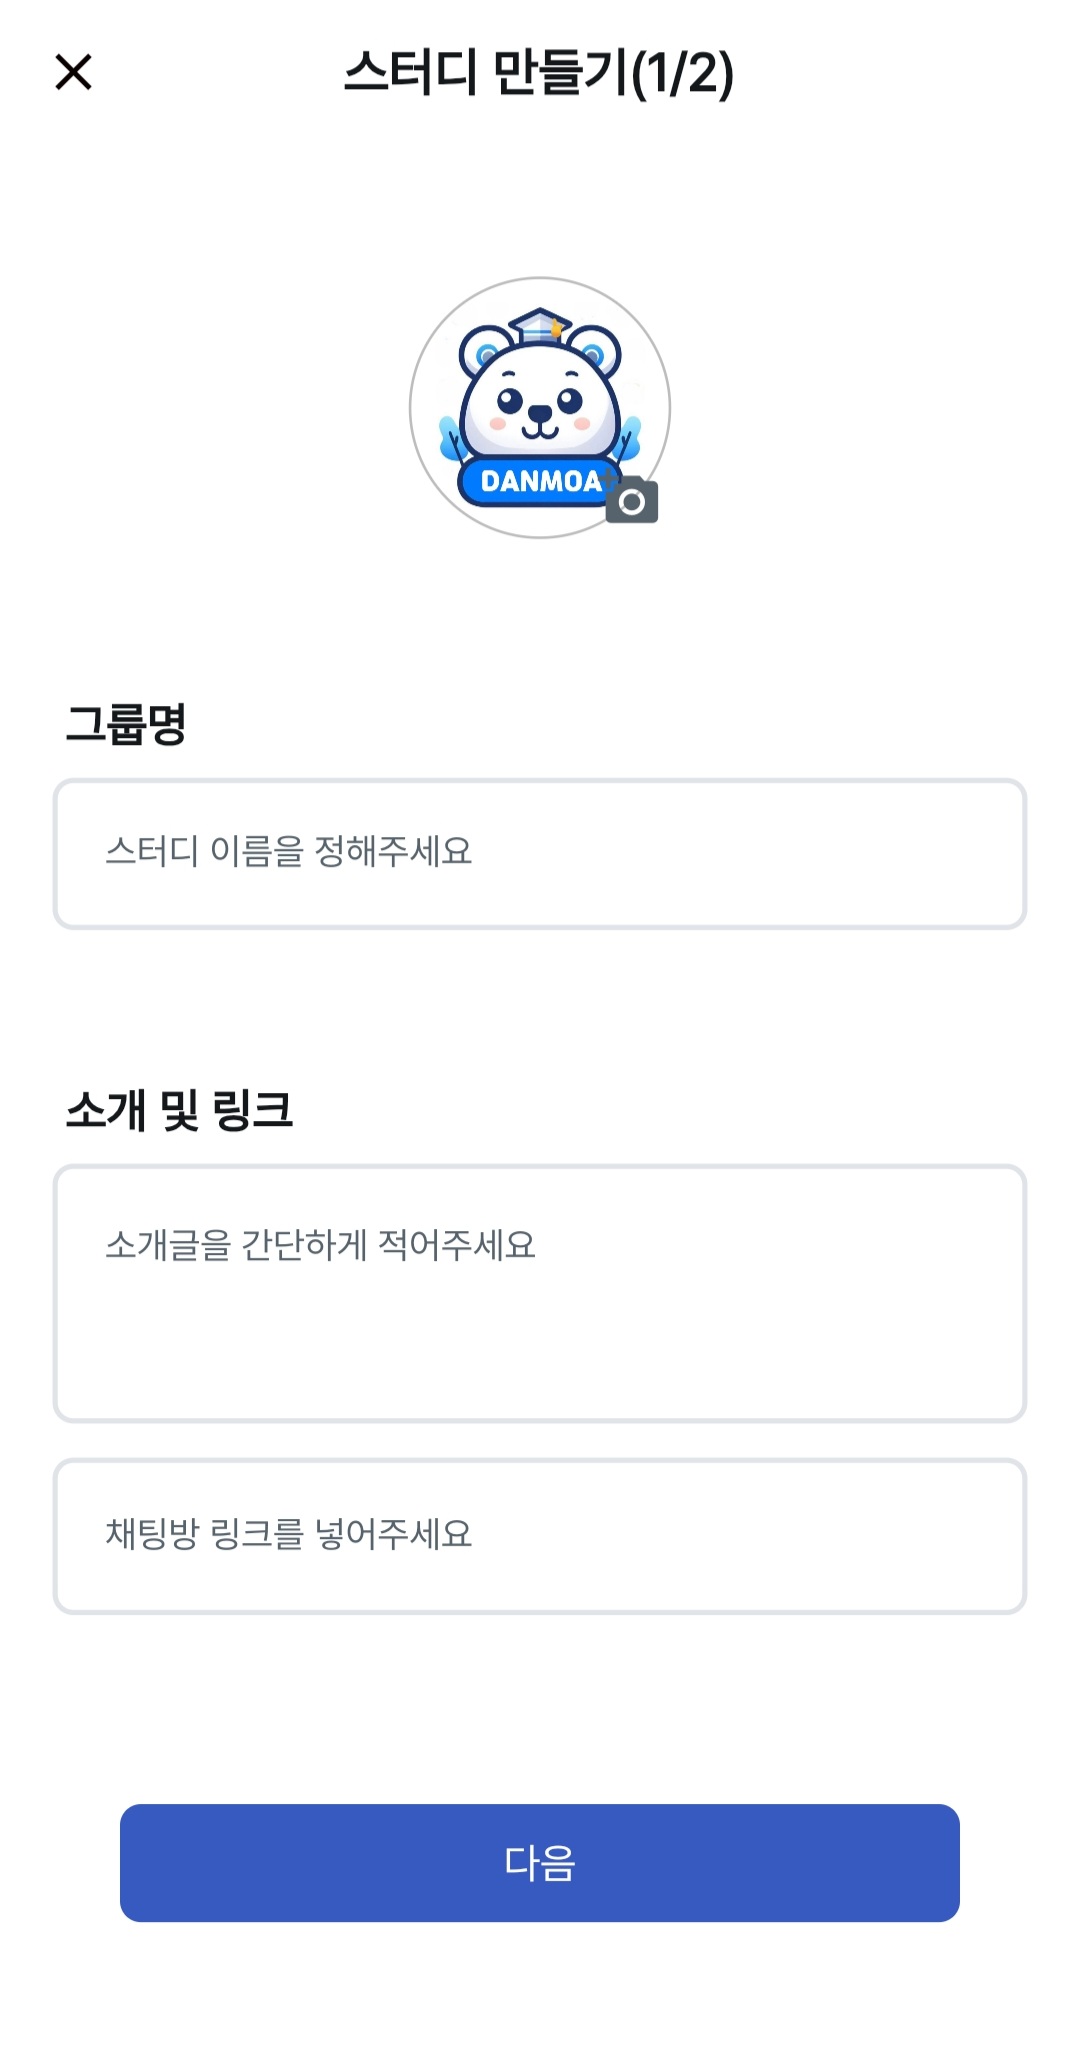 스터디 만들기(1/2)
DANMOA
그룹명
스터디 이름을 정해주세요
소개 및 링크
소개글을 간단하게 적어주세요
채팅방 링크를 넣어주세요
다음